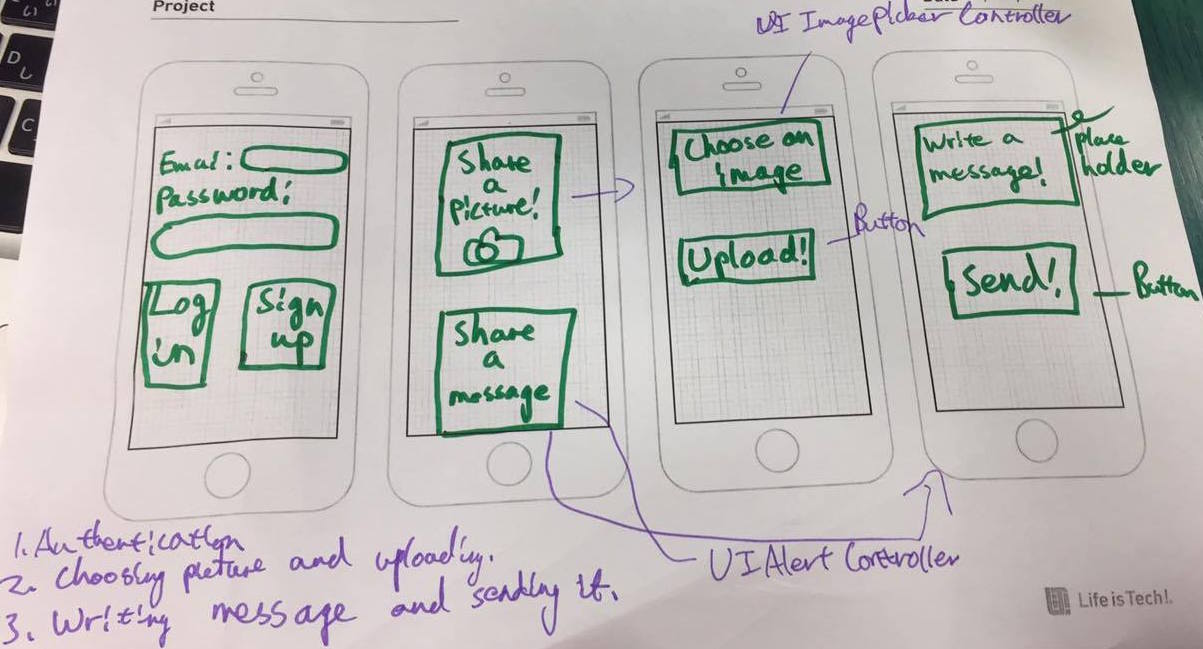 Project
UI ImagePicker Controller
Email:
Password:
Log
in
Sign
up
Share
a
picture!
Share
a
message
Choose an
image
Upload!
Button
Write a
message!
place
holder
Send!
Button
1. Authentication
2. Choosing picture and uploading.
3. Writing message and sending it.
UI Alert Controller
Life is Tech!.